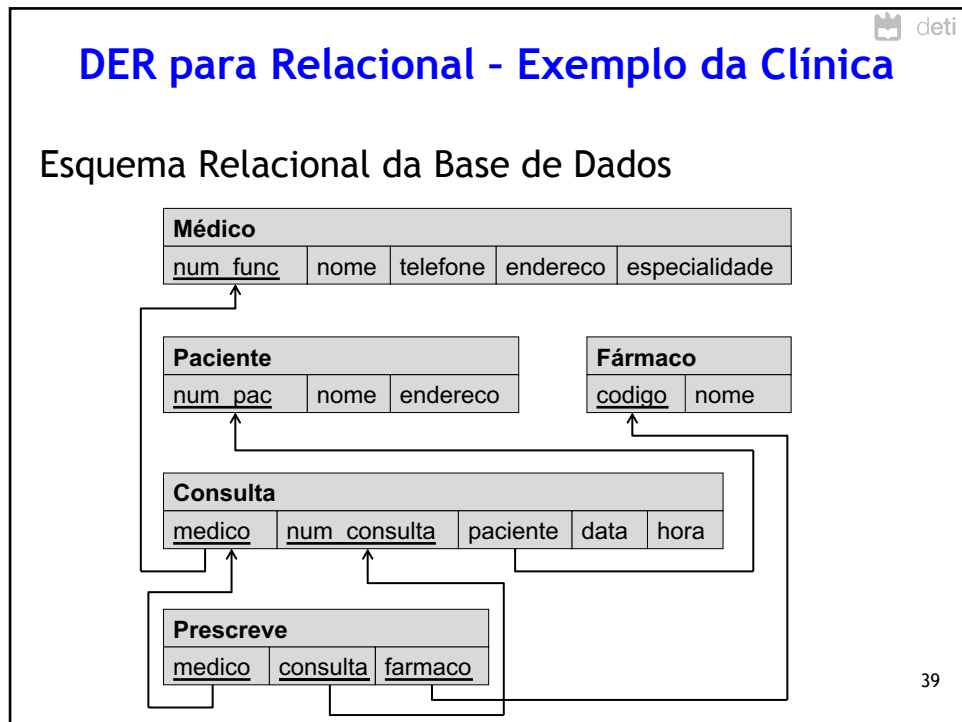 deti
DER para Relacional – Exemplo da Clínica
Esquema Relacional da Base de Dados
Médico
num_func nome telefone endereco especialidade
Paciente
num_pac nome endereco
Fármaco
codigo nome
Consulta
medico num_consulta paciente data hora
Prescreve
medico consulta farmaco
39